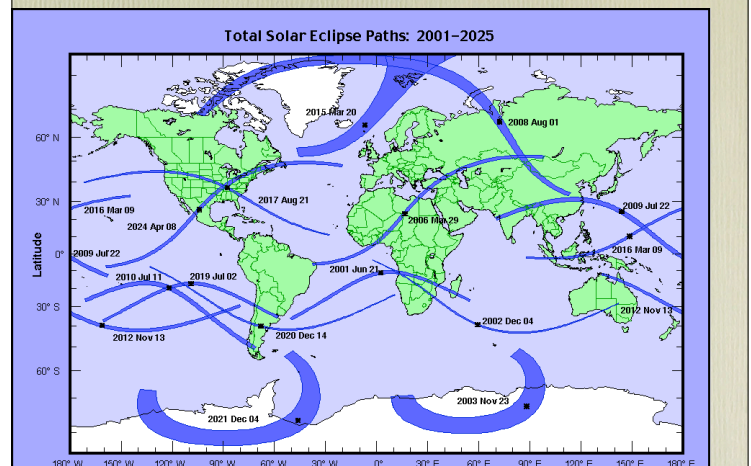 Total Solar Eclipse Paths: 2001–2025
2015 Mar 20
2008 Aug 01
60° N
30° N
2016 Mar 09
2017 Aug 21
2009 Jul 22
2024 Apr 08
2006 Mar 29
2016 Mar 09
Latitude
0°
2009 Jul 22
2001 Jun 21
2010 Jul 11
2019 Jul 02
30° S
2012 Nov 13
2002 Dec 04
2012 Nov 13
2020 Dec 14
60° S
2003 Nov 23
2021 Dec 04
180° W
150° W
120° W
90° W
60° W
30° W
0°
30° E
60° E
90° E
120° E
150° E
180° E